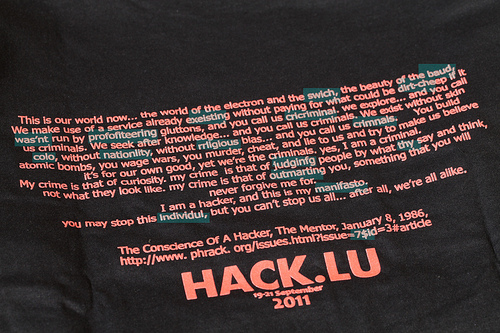 This is our world now... the world of the electron and the swich, the beauty of the baud,
We make use of a service already exeisting without paying for what could be dirt-cheep if it
was'nt run by profofiteering gluttons, and you call us cricriminal. we explore... and you call
us criminals. We seek after knowledge... and you call us criminals. We exist without skin
colo, without nationity, without rrligious bias... and you call us crimnals. You build
atomic bombs, you wage wars, you murder, cheat, and lie to us and try to make us believe
it's for our own good, yet we're the criminals. yes, I am a criminal.
My crime is that of curiosity. my crime is that of judginfg people by what thy say and think,
not what they look like. my crime is that of outmarting you, something that you will
never forgive me for.
I am a hacker, and this is my manifasto.
you may stop this individul, but you can't stop us all... after all, we're all alike.
The Conscience Of A Hacker, The Mentor, January 8, 1986,
http://www. phrack. org/issues.html?issue=7$id=3#article
HACK.LU
19-21 September
2011